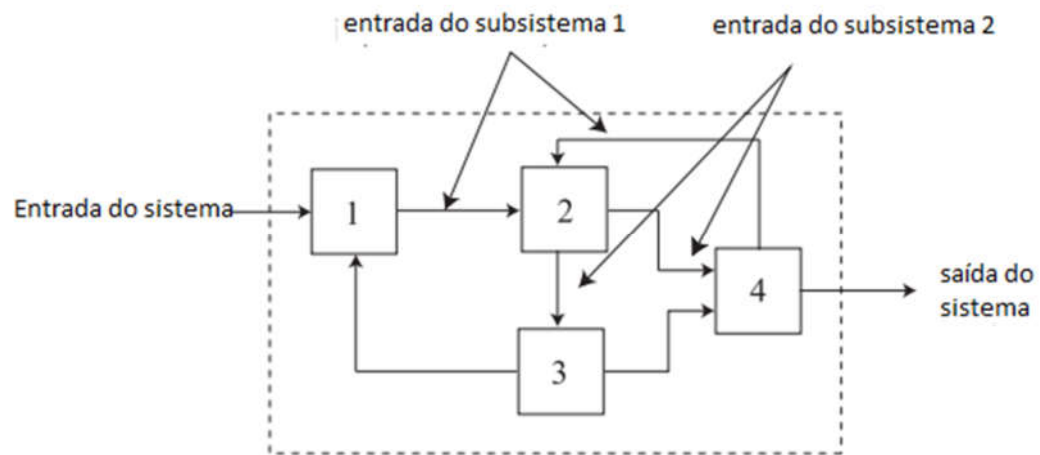 entrada do subsistema 1
entrada do subsistema 2
Entrada do sistema
1
2
3
4
saída do
sistema